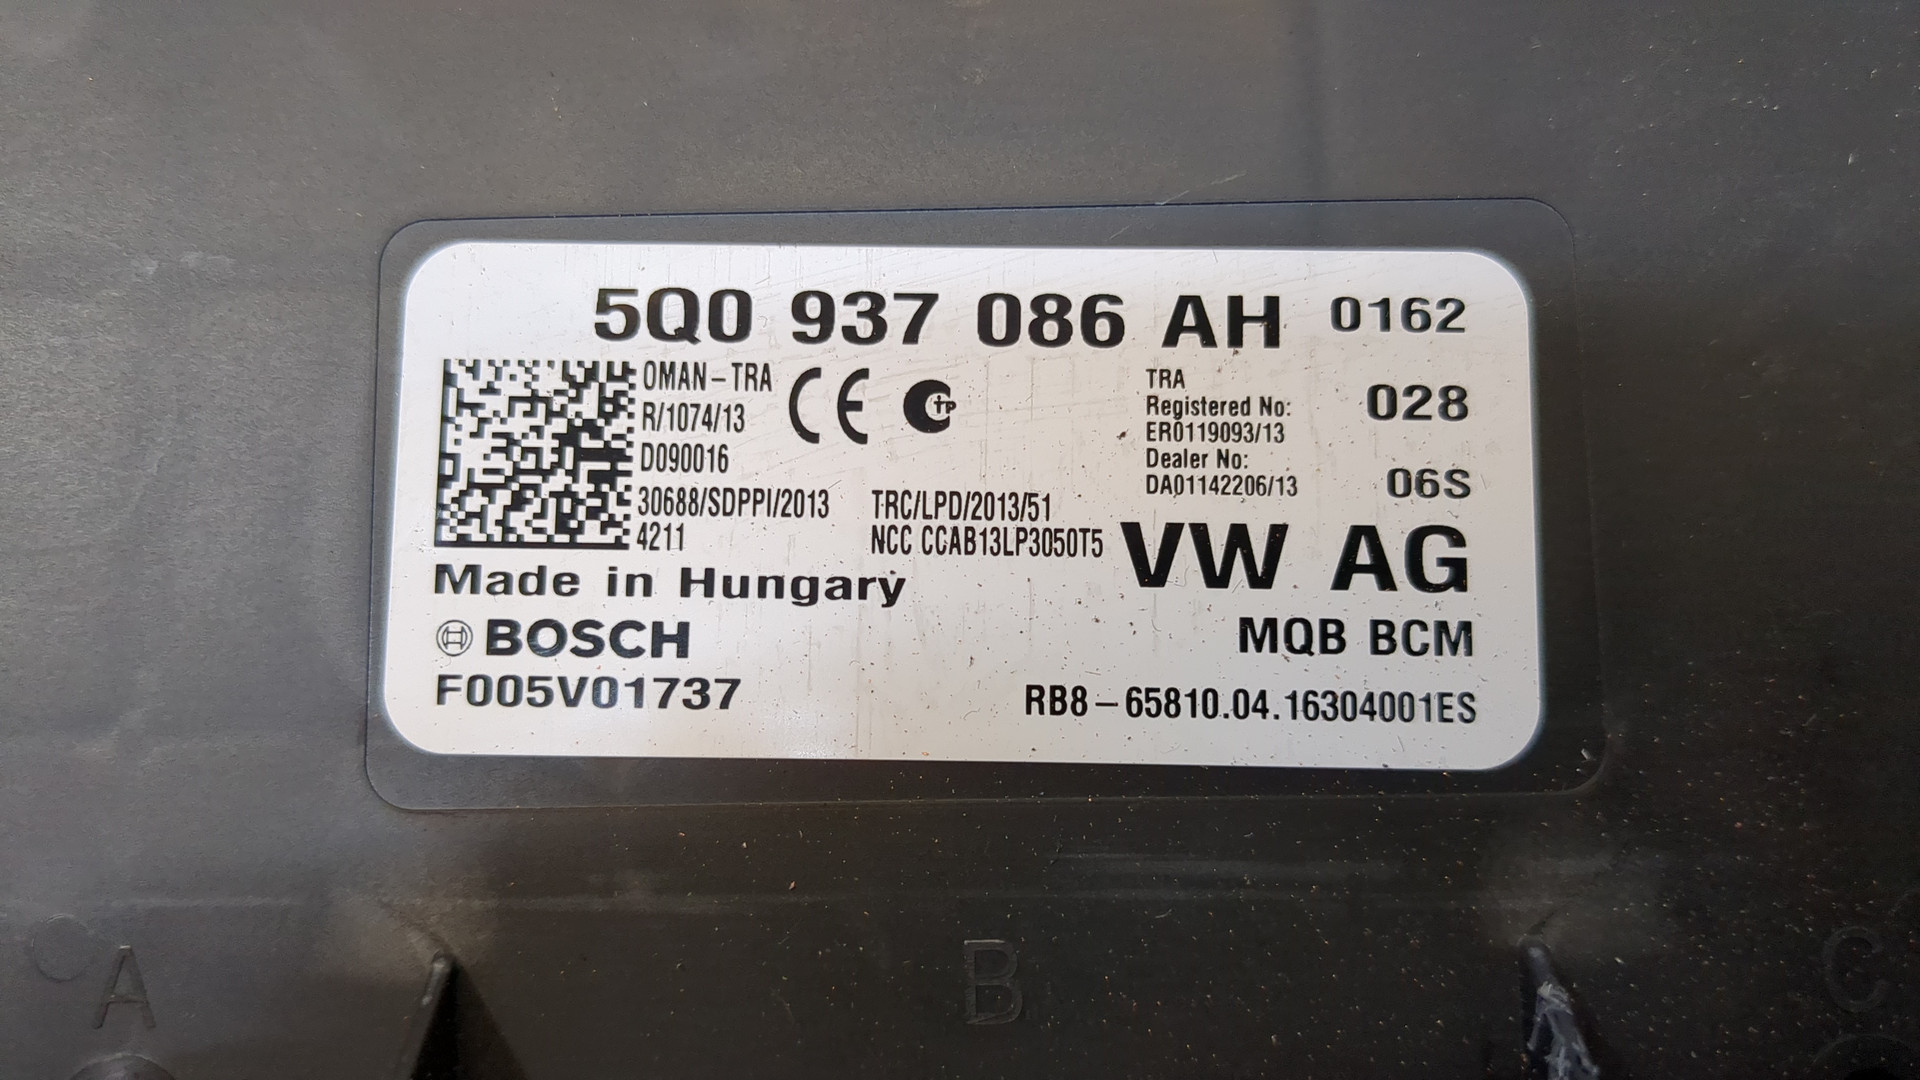 5Q0 937 086 AH 0162
OMAN-TRA
R/1074/13
D090016
30688/SDPPI/2013
4211
CE
TP
TRC/LPD/2013/51
NCC CCAB13LP3050T5
TRA
Registered No:
ER0119093/13
Dealer No:
DA01142206/13
028
06S
VW AG
Made in Hungary
BOSCH
MQB BCM
F005V01737
RB8-65810.04.16304001ES
A
B
C